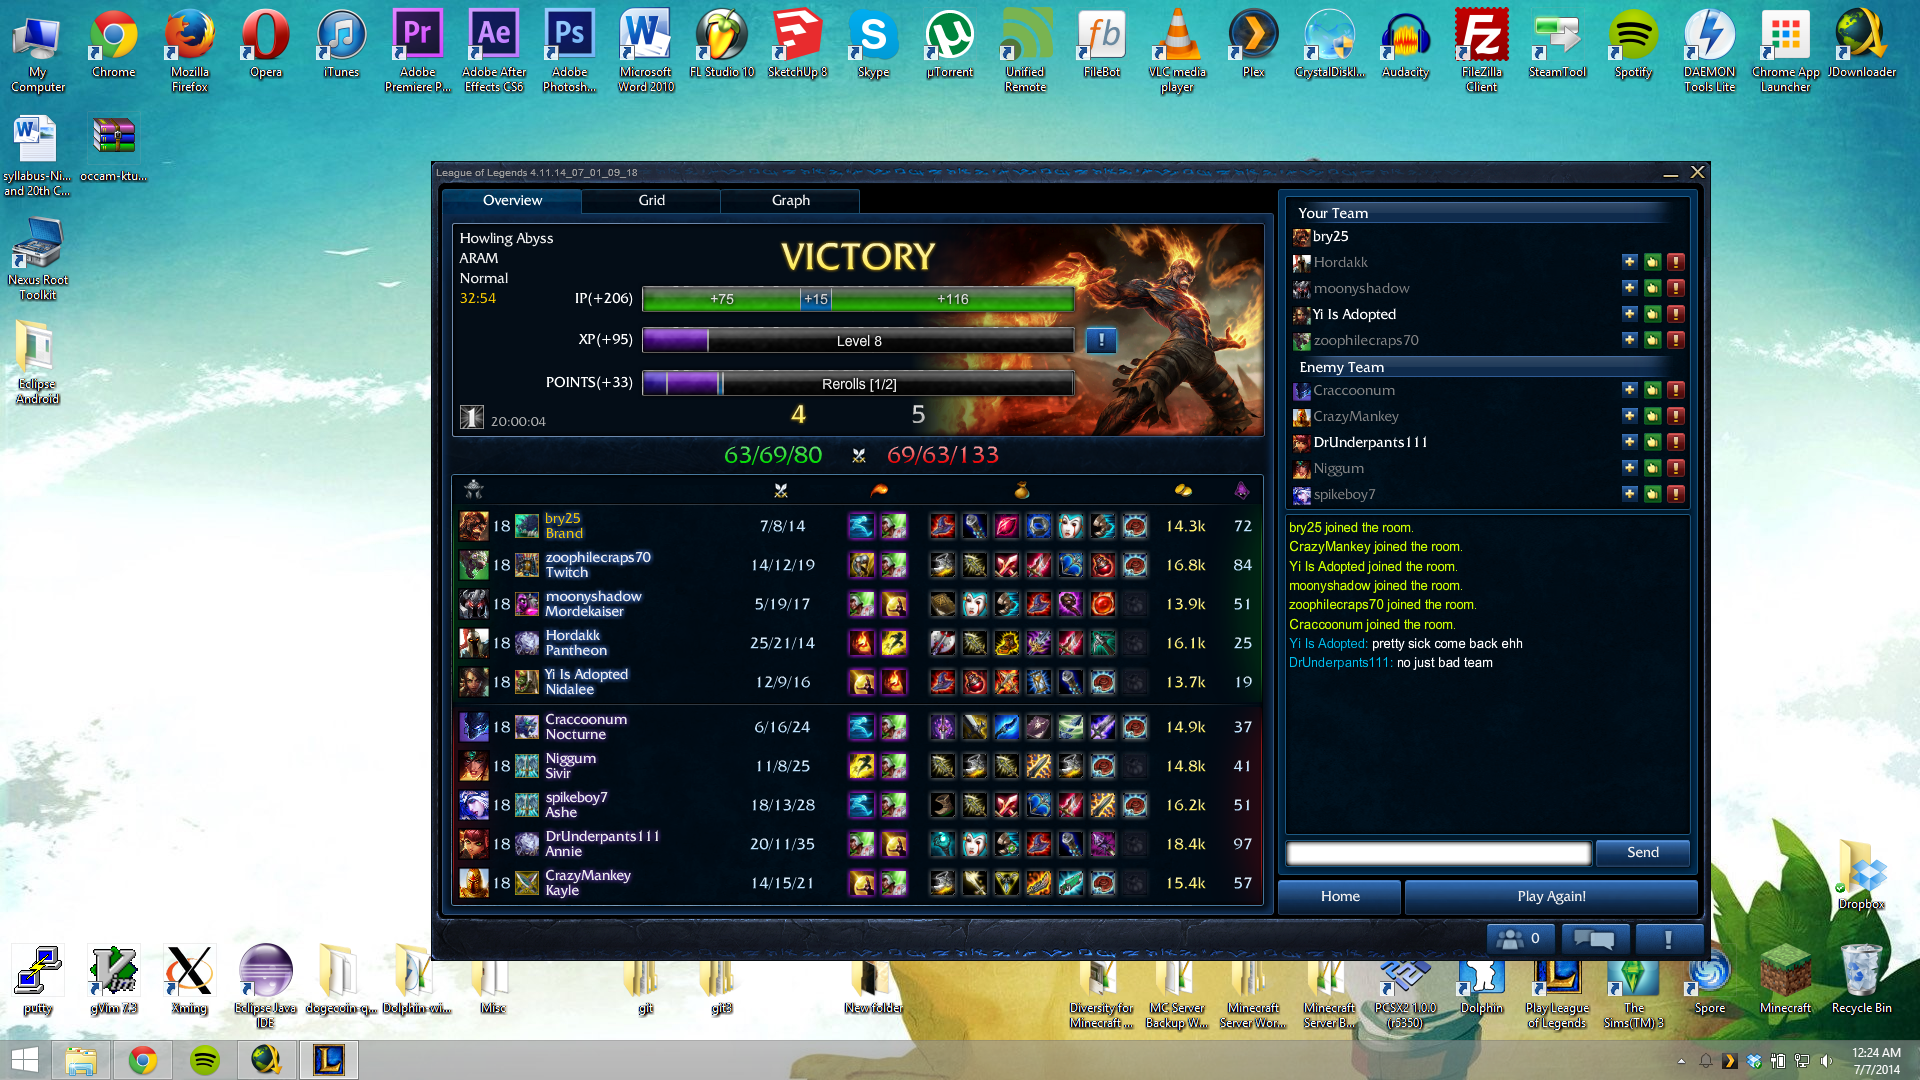 My Computer
Chrome
Mozilla Firefox
Opera
iTunes
Adobe Premiere P...
Adobe After Effects CS6
Adobe Photosh...
Microsoft Word 2010
FL Studio 10
SketchUp 8
Skype
µTorrent
Unified Remote
FileBot
VLC media player
Plex
CrystalDiskI...
Audacity
FileZilla Client
SteamTool
Spotify
DAEMON Tools Lite
Chrome App Launcher
JDownloader
syllabus-Ni... and 20th C...
occam-ktu...
Nexus Root Toolkit
Eclipse Android
League of Legends 4.11.14_07_01_09_18
Overview
Grid
Graph
Howling Abyss
ARAM
Normal
32:54
VICTORY
IP(+206)
+75
+15
+116
XP(+95)
Level 8
!
POINTS(+33)
Rerolls [1/2]
1
20:00:04
4
5
63/69/80
69/63/133
18 bry25 Brand 7/8/14 14.3k 72
18 zoophilecraps70 Twitch 14/12/19 16.8k 84
18 moonyshadow Mordekaiser 5/19/17 13.9k 51
18 Hordakk Pantheon 25/21/14 16.1k 25
18 Yi Is Adopted Nidalee 12/9/16 13.7k 19
18 Craccoonum Nocturne 6/16/24 14.9k 37
18 Niggum Sivir 11/8/25 14.8k 41
18 spikeboy7 Ashe 18/13/28 16.2k 51
18 DrUnderpants111 Annie 20/11/35 18.4k 97
18 CrazyMankey Kayle 14/15/21 15.4k 57
Your Team
bry25
Hordakk
moonyshadow
Yi Is Adopted
zoophilecraps70
Enemy Team
Craccoonum
CrazyMankey
DrUnderpants111
Niggum
spikeboy7
bry25 joined the room.
CrazyMankey joined the room.
Yi Is Adopted joined the room.
moonyshadow joined the room.
zoophilecraps70 joined the room.
Craccoonum joined the room.
Yi Is Adopted: pretty sick come back ehh
DrUnderpants111: no just bad team
Send
Home
Play Again!
0
!
Dropbox
putty
gVim 7.3
Xming
Eclipse Java IDE
dogecoin-q...
Dolphin-wi...
Misc
git
git3
New folder
Diversity for Minecraft ...
MC Server Backup W...
Minecraft Server Wor...
Minecraft Server B...
PCSX2 1.0.0 (r5350)
Dolphin
Play League of Legends
The Sims(TM) 3
Spore
Minecraft
Recycle Bin
12:24 AM
7/7/2014